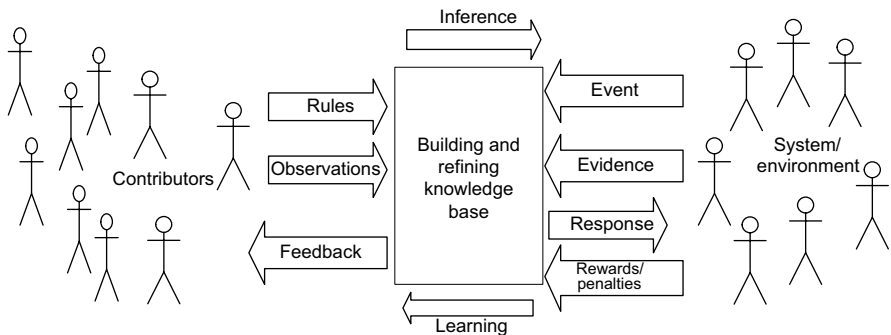 Inference
Rules
Event
Building and
refining
knowledge
base
System/
environment
Contributors
Observations
Evidence
Response
Feedback
Rewards/
penalties
Learning